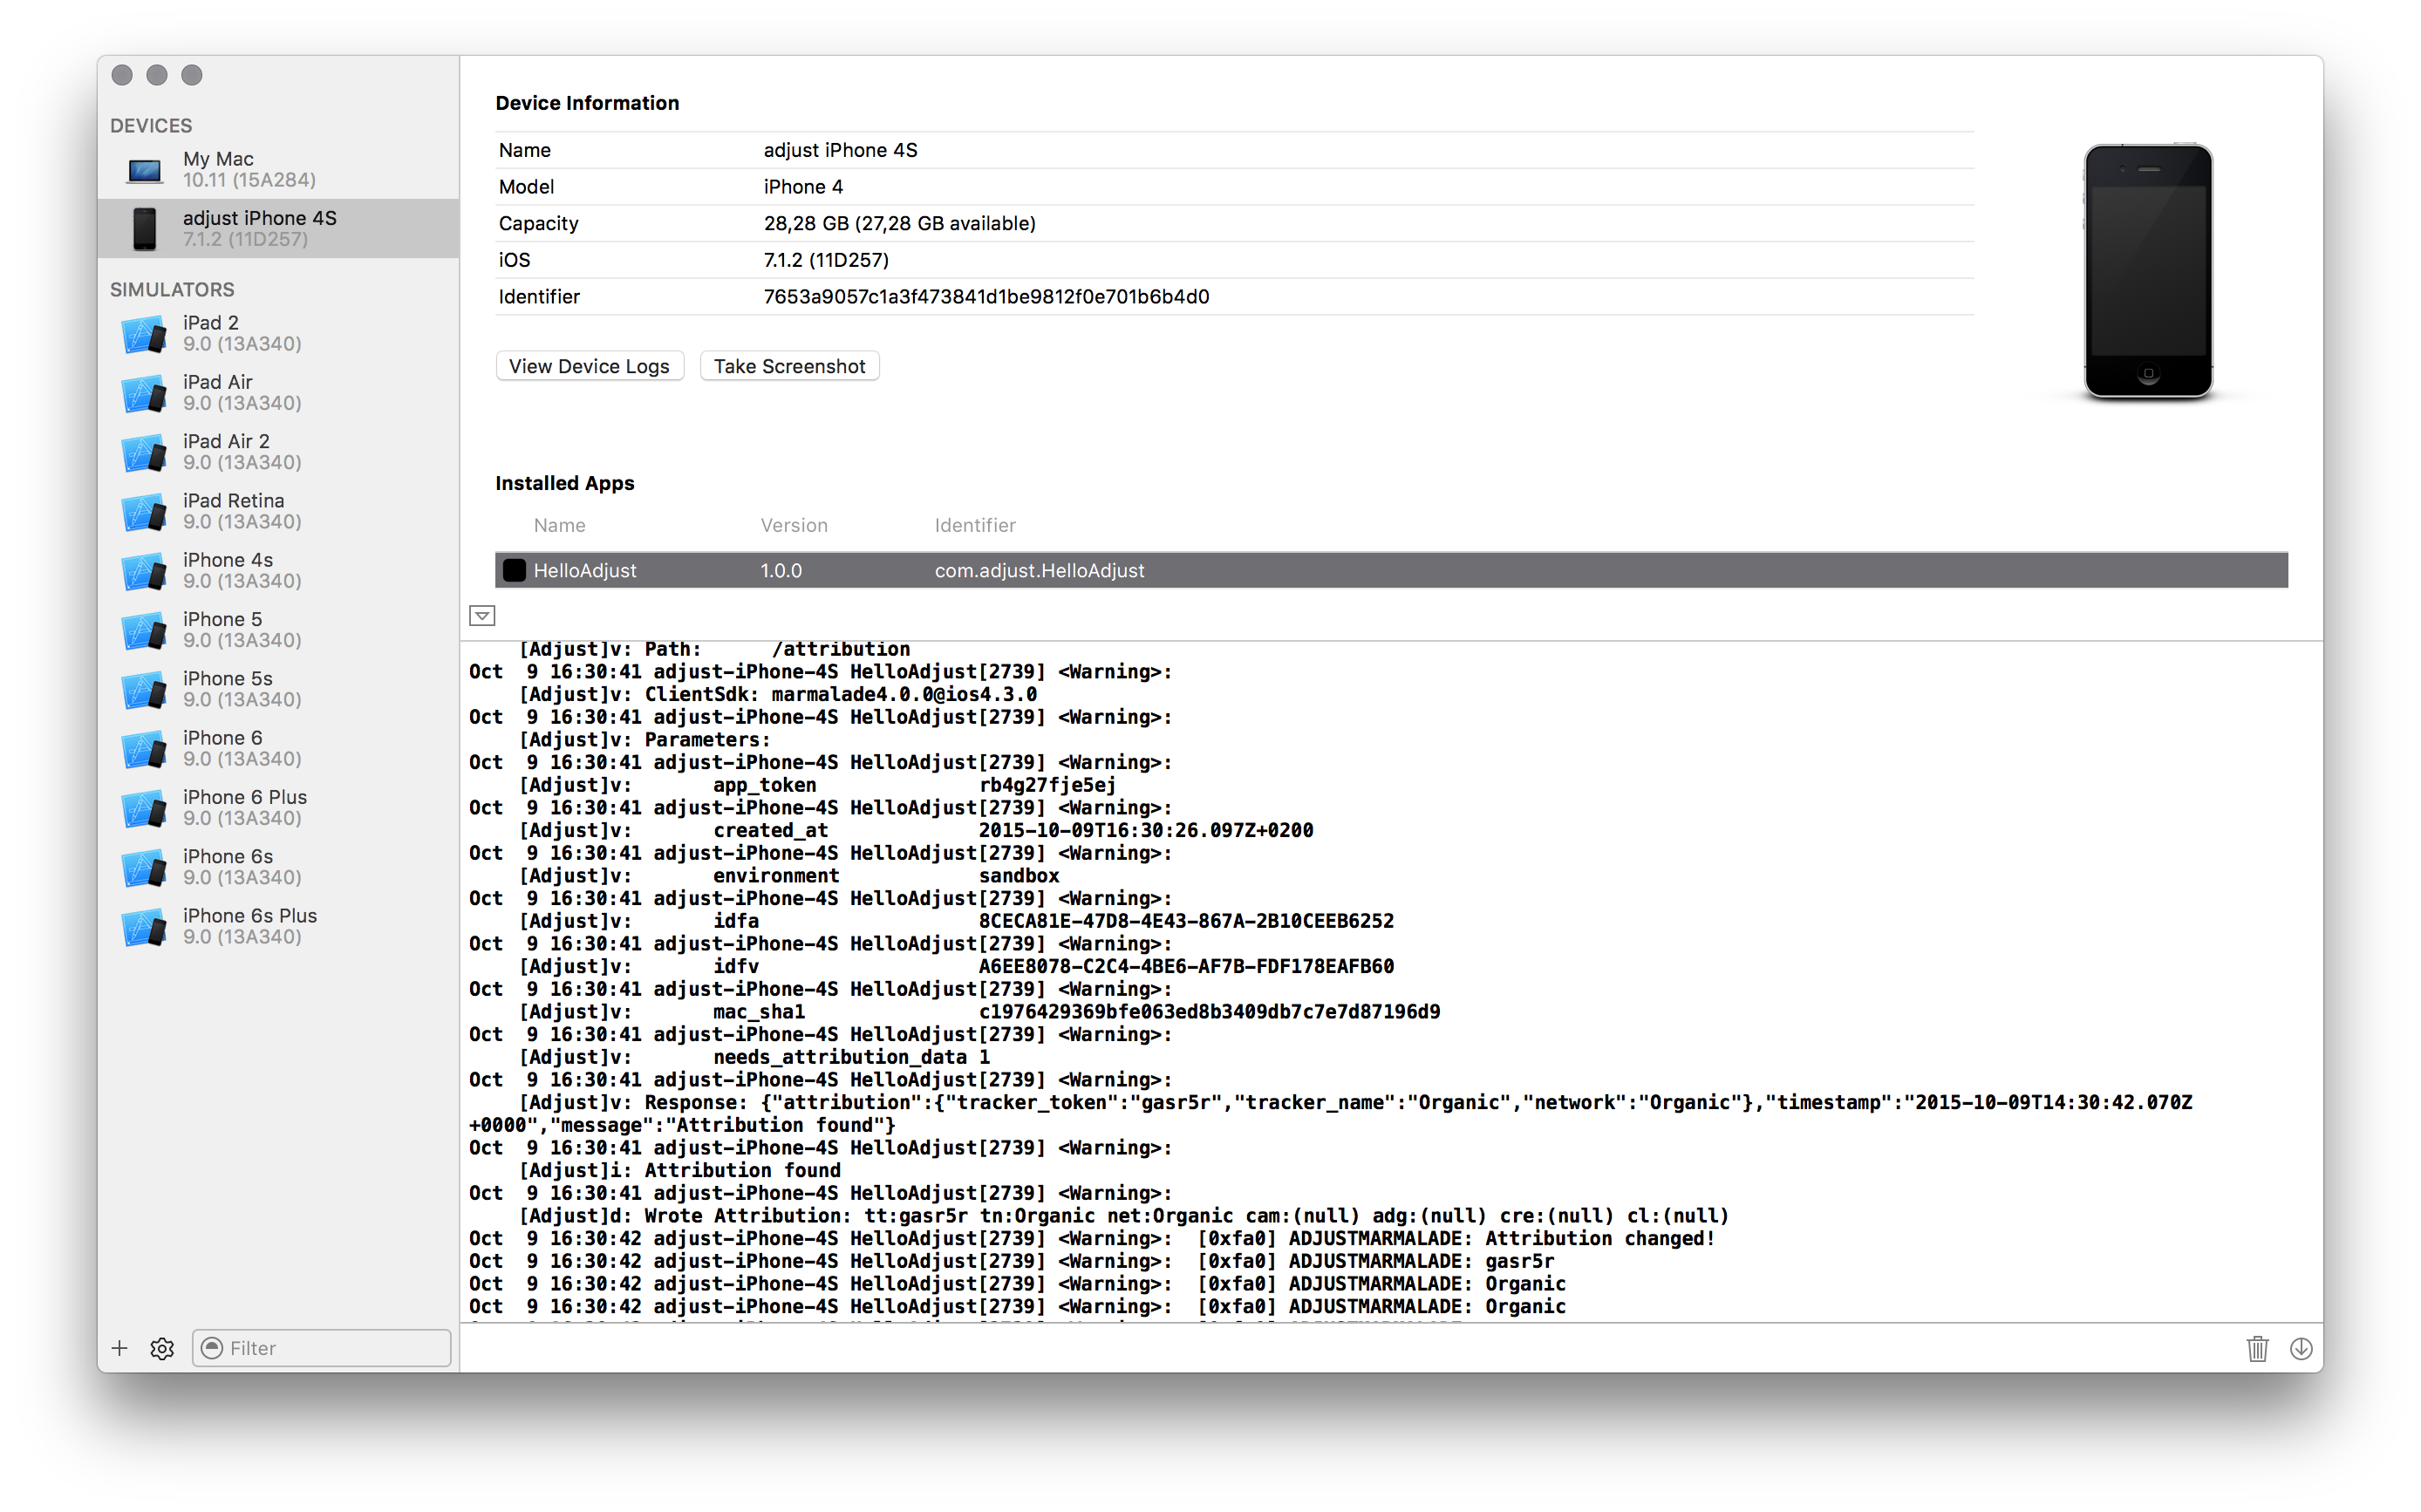 DEVICES
My Mac
10.11 (15A284)
adjust iPhone 4S
7.1.2 (11D257)
SIMULATORS
iPad 2
9.0 (13A340)
iPad Air
9.0 (13A340)
iPad Air 2
9.0 (13A340)
iPad Retina
9.0 (13A340)
iPhone 4s
9.0 (13A340)
iPhone 5
9.0 (13A340)
iPhone 5s
9.0 (13A340)
iPhone 6
9.0 (13A340)
iPhone 6 Plus
9.0 (13A340)
iPhone 6s
9.0 (13A340)
iPhone 6s Plus
9.0 (13A340)
Filter
Device Information
Name adjust iPhone 4S
Model iPhone 4
Capacity 28,28 GB (27,28 GB available)
iOS 7.1.2 (11D257)
Identifier 7653a9057c1a3f473841d1be9812f0e701b6b4d0
View Device Logs Take Screenshot
Installed Apps
Name Version Identifier
HelloAdjust 1.0.0 com.adjust.HelloAdjust
[Adjust]v: Path: /attribution
Oct 9 16:30:41 adjust-iPhone-4S HelloAdjust[2739] <Warning>:
[Adjust]v: ClientSdk: marmalade4.0.0@ios4.3.0
Oct 9 16:30:41 adjust-iPhone-4S HelloAdjust[2739] <Warning>:
[Adjust]v: Parameters:
Oct 9 16:30:41 adjust-iPhone-4S HelloAdjust[2739] <Warning>:
[Adjust]v: app_token rb4g27fje5ej
Oct 9 16:30:41 adjust-iPhone-4S HelloAdjust[2739] <Warning>:
[Adjust]v: created_at 2015-10-09T16:30:26.097Z+0200
Oct 9 16:30:41 adjust-iPhone-4S HelloAdjust[2739] <Warning>:
[Adjust]v: environment sandbox
Oct 9 16:30:41 adjust-iPhone-4S HelloAdjust[2739] <Warning>:
[Adjust]v: idfa 8CECA81E-47D8-4E43-867A-2B10CEEB6252
Oct 9 16:30:41 adjust-iPhone-4S HelloAdjust[2739] <Warning>:
[Adjust]v: idfv A6EE8078-C2C4-4BE6-AF7B-FDF178EAFB60
Oct 9 16:30:41 adjust-iPhone-4S HelloAdjust[2739] <Warning>:
[Adjust]v: mac_sha1 c1976429369bfe063ed8b3409db7c7e7d87196d9
Oct 9 16:30:41 adjust-iPhone-4S HelloAdjust[2739] <Warning>:
[Adjust]v: needs_attribution_data 1
Oct 9 16:30:41 adjust-iPhone-4S HelloAdjust[2739] <Warning>:
[Adjust]v: Response: {"attribution":{"tracker_token":"gasr5r","tracker_name":"Organic","network":"Organic"},"timestamp":"2015-10-09T14:30:42.070Z
+0000","message":"Attribution found"}
Oct 9 16:30:41 adjust-iPhone-4S HelloAdjust[2739] <Warning>:
[Adjust]i: Attribution found
Oct 9 16:30:41 adjust-iPhone-4S HelloAdjust[2739] <Warning>:
[Adjust]d: Wrote Attribution: tt:gasr5r tn:Organic net:Organic cam:(null) adg:(null) cre:(null) cl:(null)
Oct 9 16:30:42 adjust-iPhone-4S HelloAdjust[2739] <Warning>: [0xfa0] ADJUSTMARMALADE: Attribution changed!
Oct 9 16:30:42 adjust-iPhone-4S HelloAdjust[2739] <Warning>: [0xfa0] ADJUSTMARMALADE: gasr5r
Oct 9 16:30:42 adjust-iPhone-4S HelloAdjust[2739] <Warning>: [0xfa0] ADJUSTMARMALADE: Organic
Oct 9 16:30:42 adjust-iPhone-4S HelloAdjust[2739] <Warning>: [0xfa0] ADJUSTMARMALADE: Organic